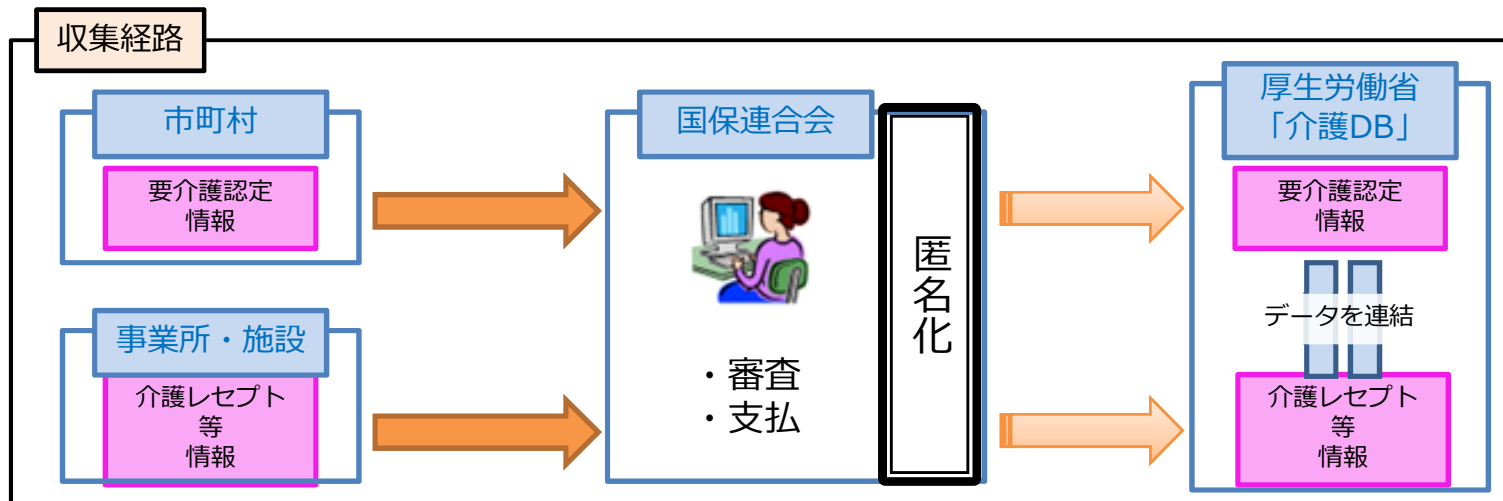 収集経路
市町村
要介護認定
情報
事業所・施設
介護レセプト
等
情報
国保連合会
・審査
・支払
匿名化
厚生労働省
「介護DB」
要介護認定
情報
データを連結
介護レセプト
等
情報